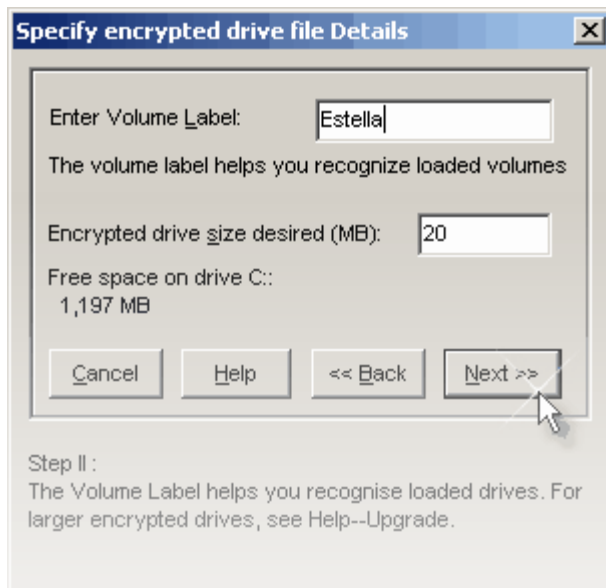 Specify encrypted drive file Details
Enter Volume Label: Estella
The volume label helps you recognize loaded volumes
Encrypted drive size desired (MB): 20
Free space on drive C::
1,197 MB
Cancel Help << Back Next >>
Step II :
The Volume Label helps you recognise loaded drives. For
larger encrypted drives, see Help--Upgrade.